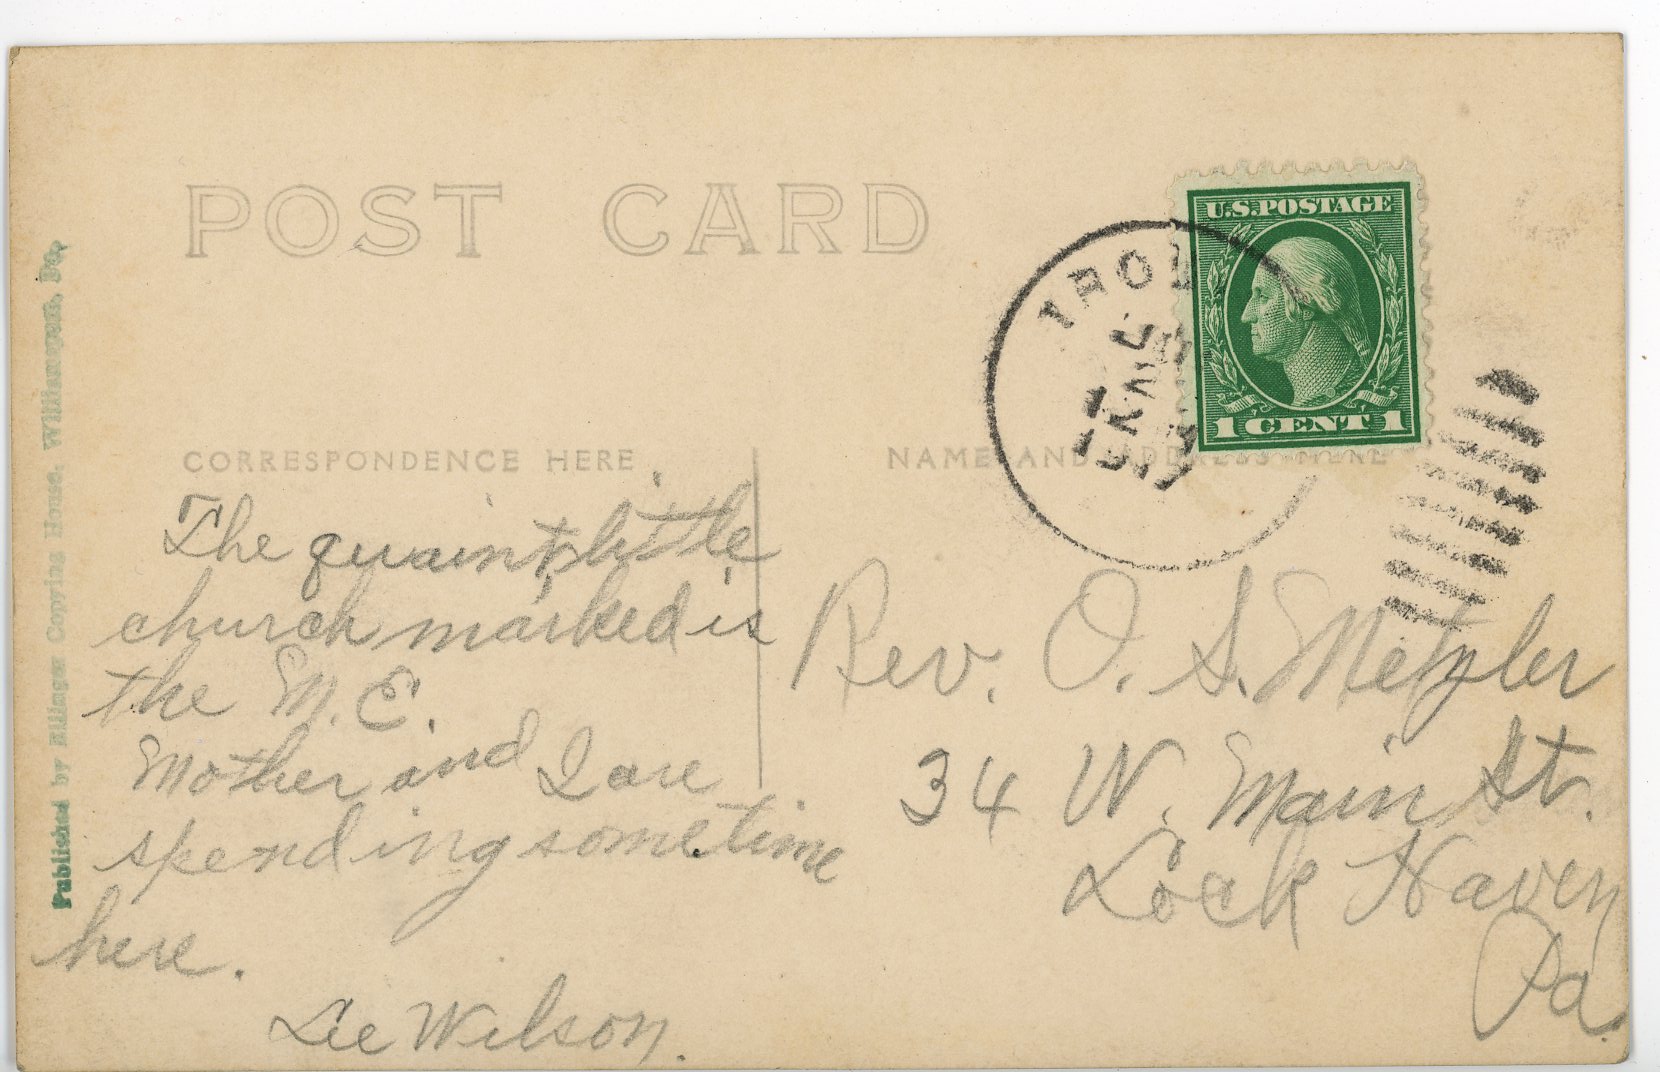 POST CARD
U.S.POSTAGE
1 CENT 1
CORRESPONDENCE HERE
NAME AND ADDRESS HERE
The quaint little
church marked is
the M. E.
Mother and I are
spending some time
here.
Lee Wilson.
Rev. O. S. Metzler
34 W. Main St.
Lock Haven
Pa.
Published by Copying House, Williamsport, Pa.